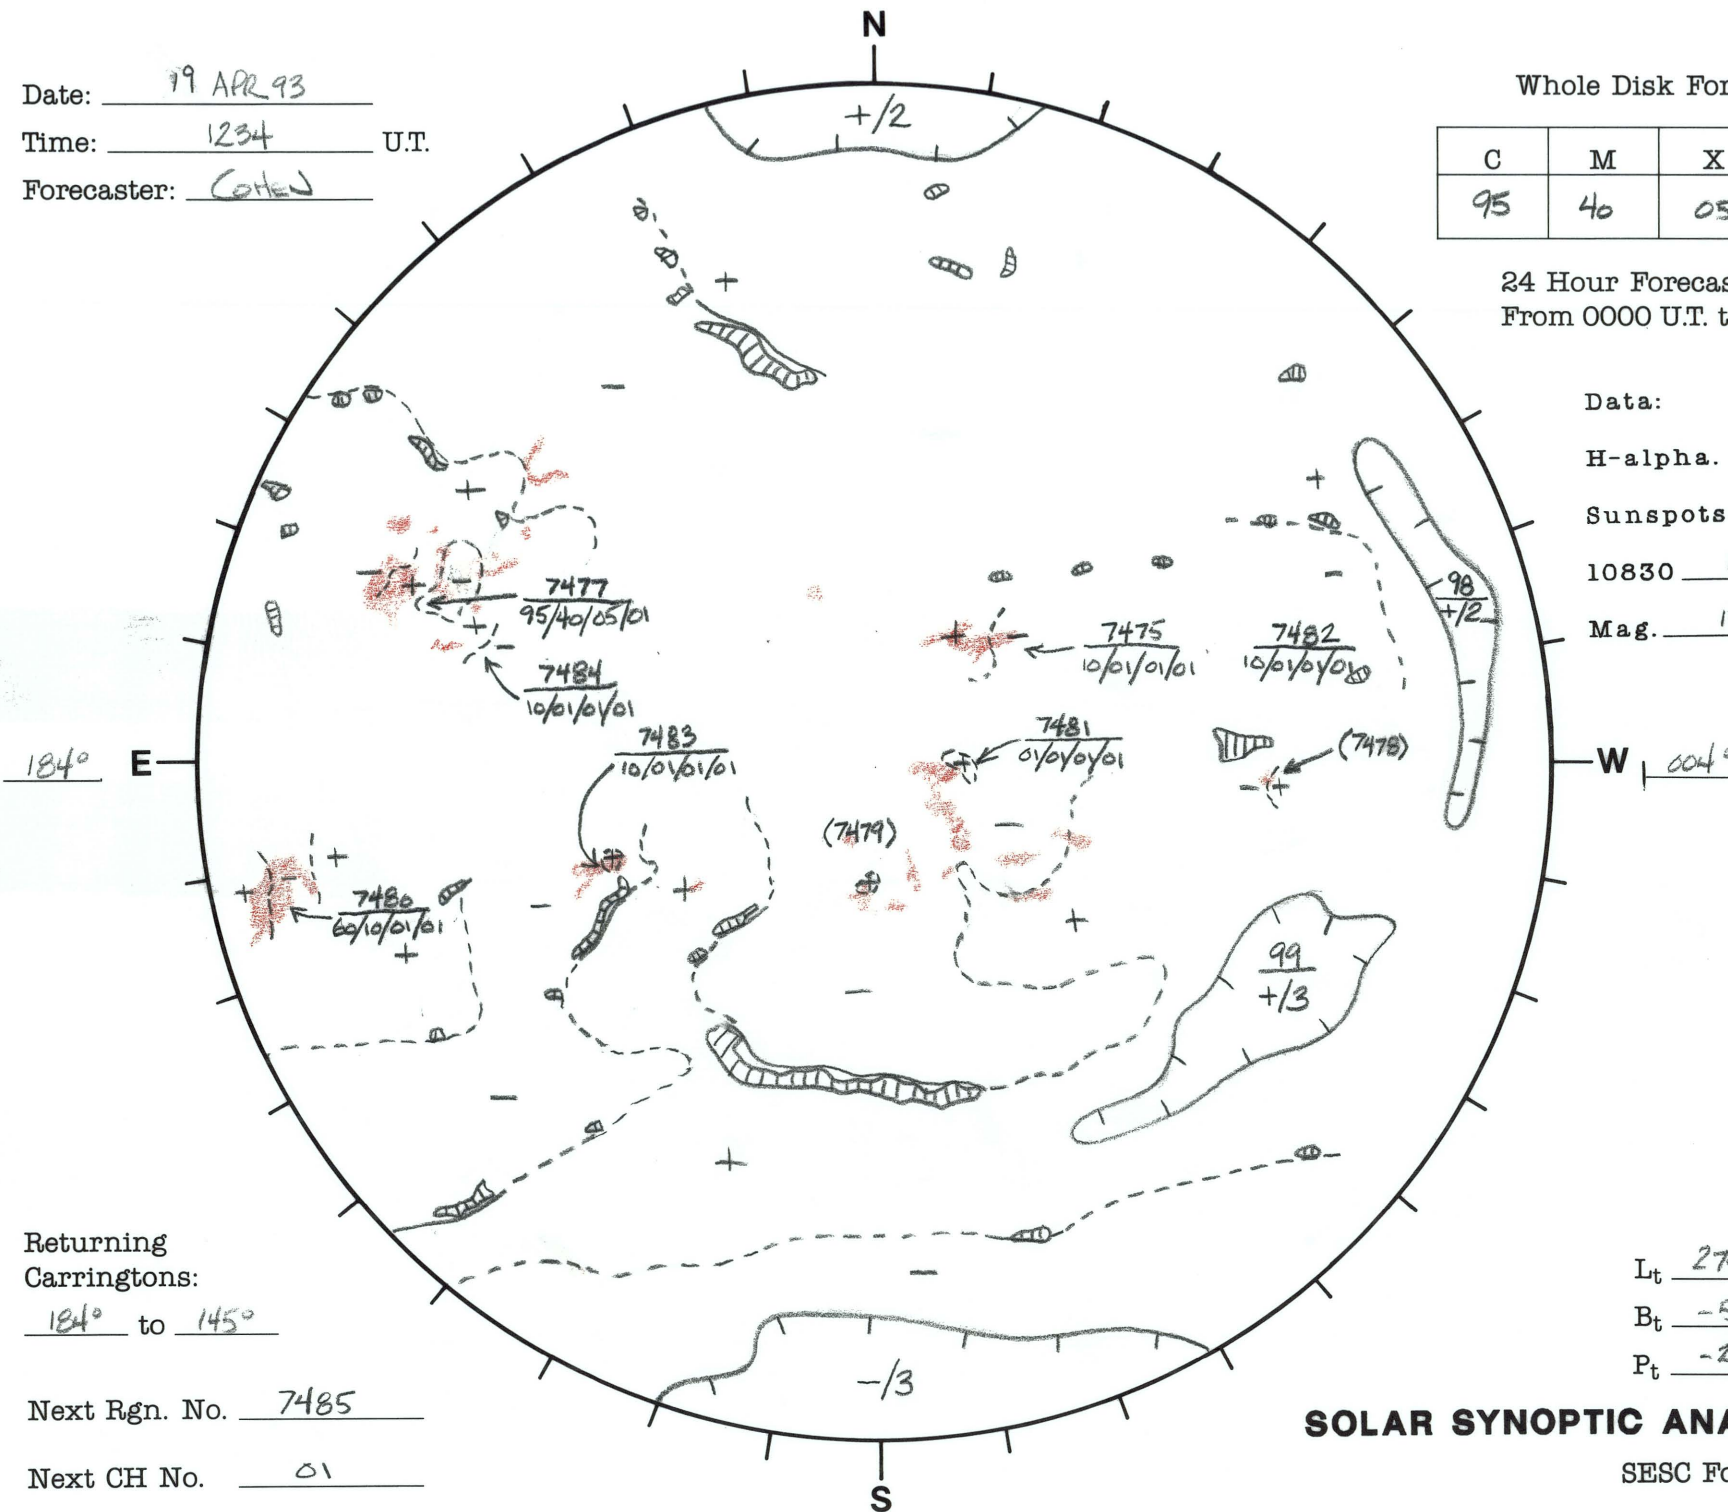 N
Date: 19 APR 93
Time: 1234 U.T.
Forecaster: COHEN
Whole Disk For
C M X
95 40 05
24 Hour Forecas
From 0000 U.T. t
Data:
H-alpha.
Sunspots
10830
Mag.
+/2
+
-
+
-
+
-
+
-
7477
95/40/05/01
+
-
7484
10/01/01/01
+
-
7475
10/01/01/01
7482
10/01/01/01
+
-
98
+/2
7483
10/01/01/01
+
7481
01/01/01/01
(7478)
- +
184°
E
W
004°
(7479)
+
-
+
+
-
7480
60/10/01/01
+
-
+
+
-
+
99
+/3
-
+
-
-/3
Returning
Carringtons:
184° to 145°
Next Rgn. No. 7485
Next CH No. 01
Lt 27
Bt -5
Pt -2
SOLAR SYNOPTIC ANA
SESC Fo
S